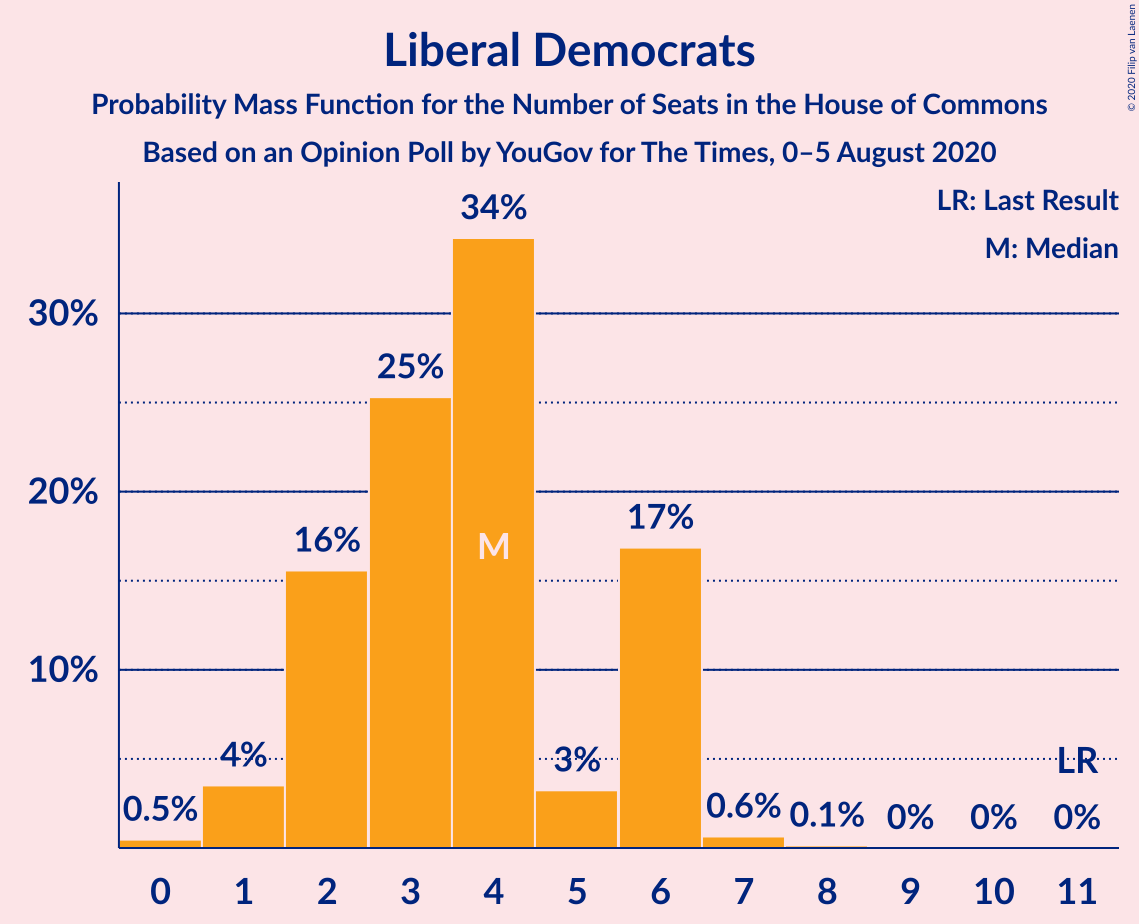 Liberal Democrats
Probability Mass Function for the Number of Seats in the House of Commons
Based on an Opinion Poll by YouGov for The Times, 0–5 August 2020
© 2020 Filip van Laenen
LR: Last Result
M: Median
34%
30%
25%
20%
17%
16%
M
10%
4%
3%
LR
0.5%
0.6%
0.1%
0%
0%
0%
0 1 2 3 4 5 6 7 8 9 10 11